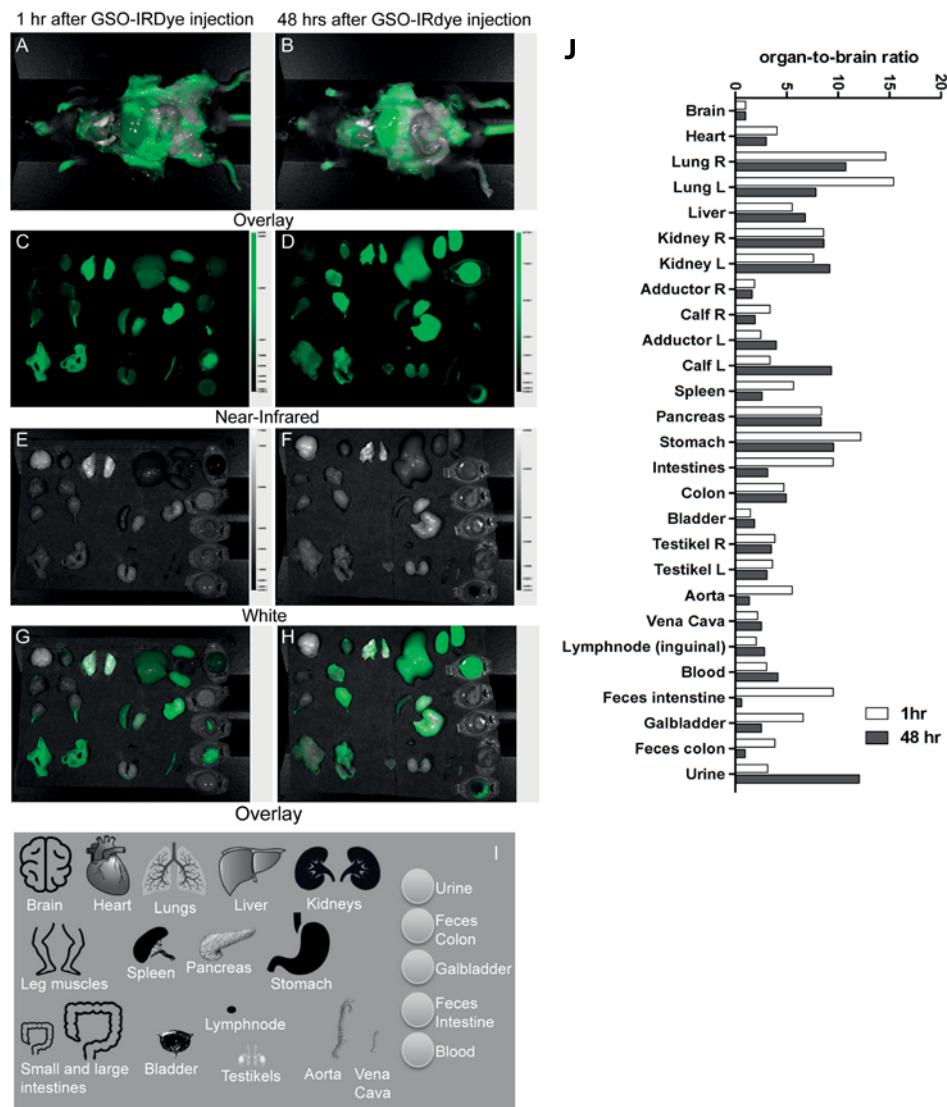 1 hr after GSO-IRDye injection
48 hrs after GSO-IRdye injection
A
B
Overlay
C
D
Near-Infrared
E
F
White
G
H
Overlay
I
Brain
Heart
Lungs
Liver
Kidneys
Urine
Feces
Colon
Leg muscles
Spleen
Pancreas
Stomach
Galbladder
Lymphnode
Feces
Intestine
Small and large
intestines
Bladder
Testikels
Aorta
Vena
Cava
Blood
J
organ-to-brain ratio
0 5 10 15 20
Brain
Heart
Lung R
Lung L
Liver
Kidney R
Kidney L
Adductor R
Calf R
Adductor L
Calf L
Spleen
Pancreas
Stomach
Intestines
Colon
Bladder
Testikel R
Testikel L
Aorta
Vena Cava
Lymphnode (inguinal)
Blood
Feces intenstine
Galbladder
Feces colon
Urine
1hr
48 hr